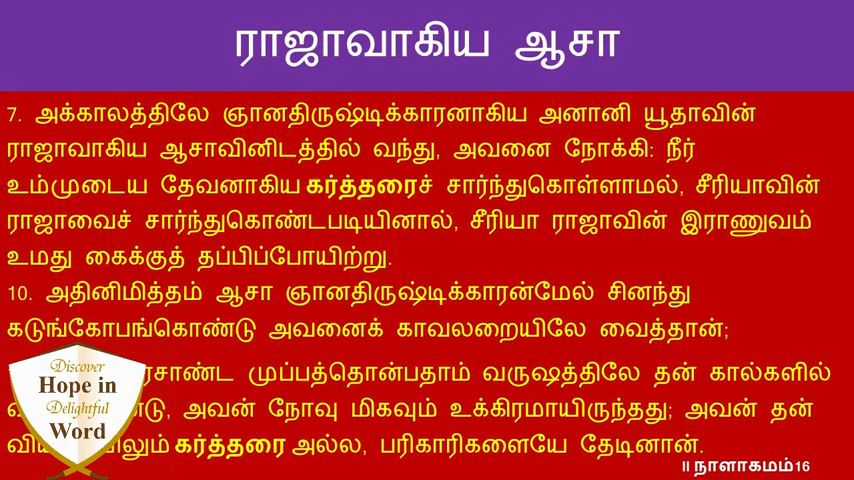 ராஜாவாகிய ஆசா
7. அக்காலத்திலே ஞானதிருஷ்டிக்காரனாகிய அனானி யூதாவின்
ராஜாவாகிய ஆசாவினிடத்தில் வந்து, அவனை நோக்கி: நீர்
உம்முடைய தேவனாகிய கர்த்தரைச் சார்ந்துகொள்ளாமல், சீரியாவின்
ராஜாவைச் சார்ந்துகொண்டபடியினால், சீரியா ராஜாவின் இராணுவம்
உமது கைக்குத் தப்பிப்போயிற்று.
10. அதினிமித்தம் ஆசா ஞானதிருஷ்டிக்காரன்மேல் சினந்து
கடுங்கோபங்கொண்டு அவனைக் காவலறையிலே வைத்தான்;
முப்பத்தொன்பதாம் வருஷத்திலே தன் கால்களில்
அவன் நோவு மிகவும் உக்கிரமாயிருந்தது; அவன் தன்
கர்த்தரை அல்ல, பரிகாரிகளையே தேடினான்.
II நாளாகமம்16
Discover
Hope in
Delightful
Word